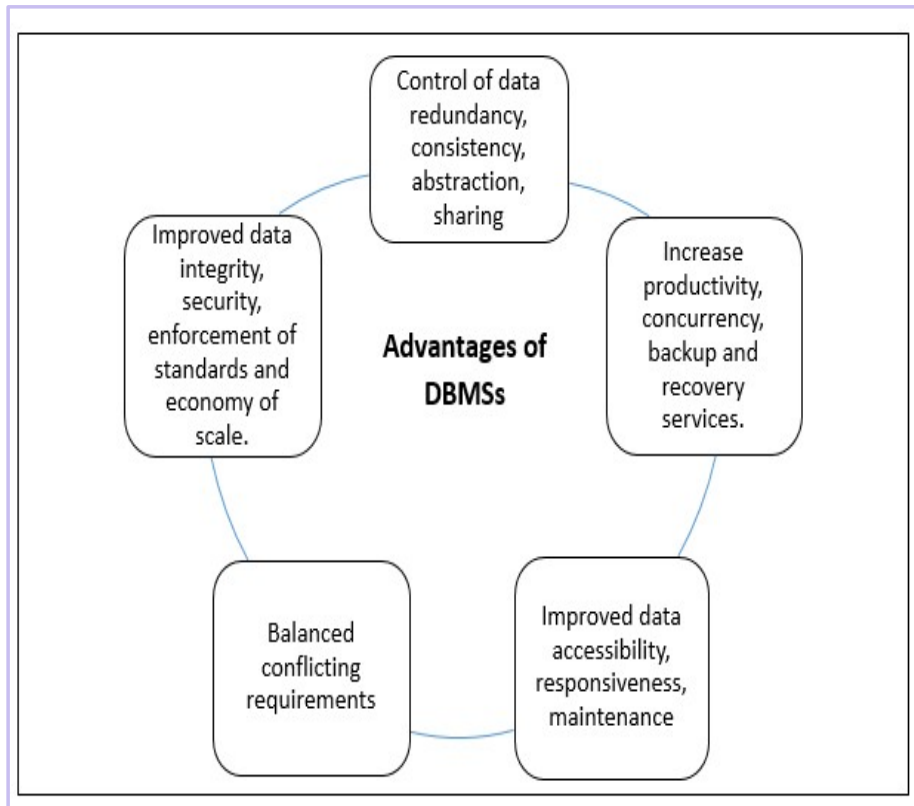 Control of data
redundancy,
consistency,
abstraction,
sharing
Increase
productivity,
concurrency,
backup and
recovery
services.
Improved data
accessibility,
responsiveness,
maintenance
Balanced
conflicting
requirements
Improved data
integrity,
security,
enforcement of
standards and
economy of
scale.
Advantages of
DBMSs